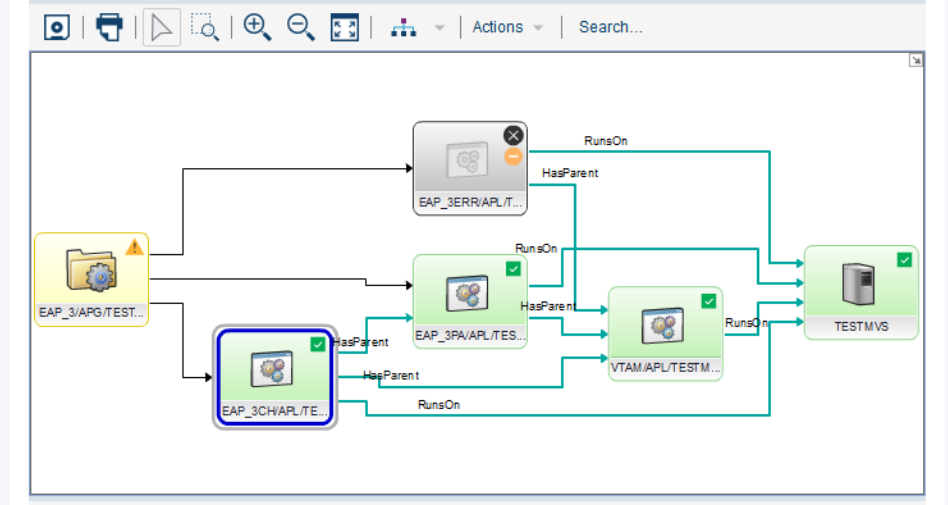 Actions
Search...
RunsOn
HasParent
EAP_3ERR/APL/T...
RunsOn
EAP_3/APG/TEST...
HasParent
EAP_3PA/APL/TES...
RunsOn
TESTMVS
HasParent
HasParent
VTAM/APL/TESTM...
EAP_3CH/APL/TE...
RunsOn